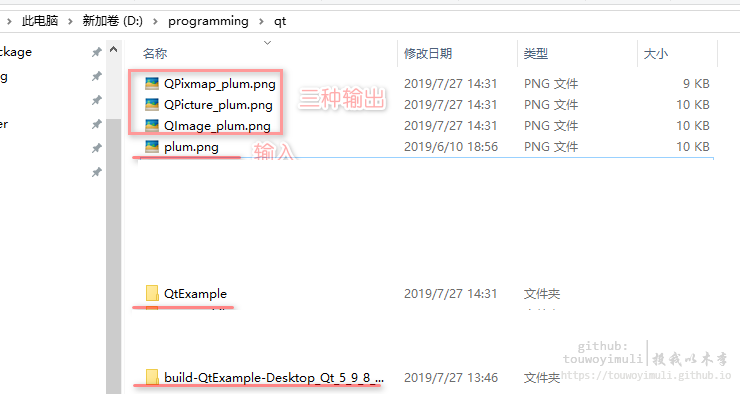 此电脑 › 新加卷 (D:) › programming › qt
ckage
名称 修改日期 类型 大小
QPixmap_plum.png 2019/7/27 14:31 PNG 文件 9 KB
QPicture_plum.png 2019/7/27 14:31 PNG 文件 10 KB
QImage_plum.png 2019/7/27 14:31 PNG 文件 10 KB
三种输出
plum.png 2019/6/10 18:56 PNG 文件 10 KB
输入
g
er
QtExample 2019/7/27 14:31 文件夹
build-QtExample-Desktop_Qt_5_9_8_... 2019/7/27 13:46 文件夹
github:
touwoyimuli
投我以木李
https://touwoyimuli.github.io